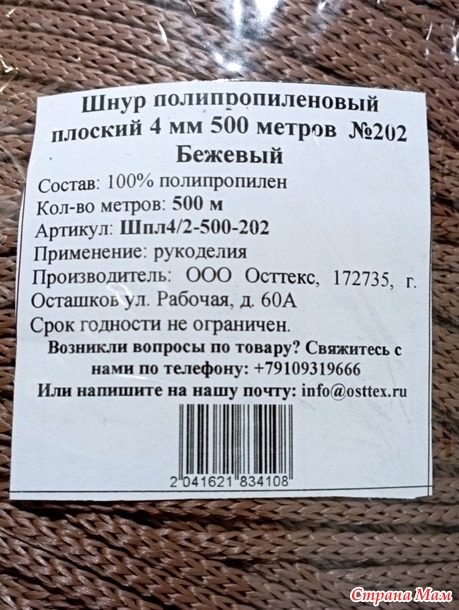 Шнур полипропиленовый
плоский 4 мм 500 метров №202
Бежевый
Состав: 100% полипропилен
Кол-во метров: 500 м
Артикул: Шпл4/2-500-202
Применение: рукоделия
Производитель: ООО Осттекс, 172735, г.
Осташков ул. Рабочая, д. 60А
Срок годности не ограничен.
Возникли вопросы по товару? Свяжитесь с
нами по телефону: +79109319666
Или напишите на нашу почту: info@osttex.ru
2 041621 834108
Страна Мам